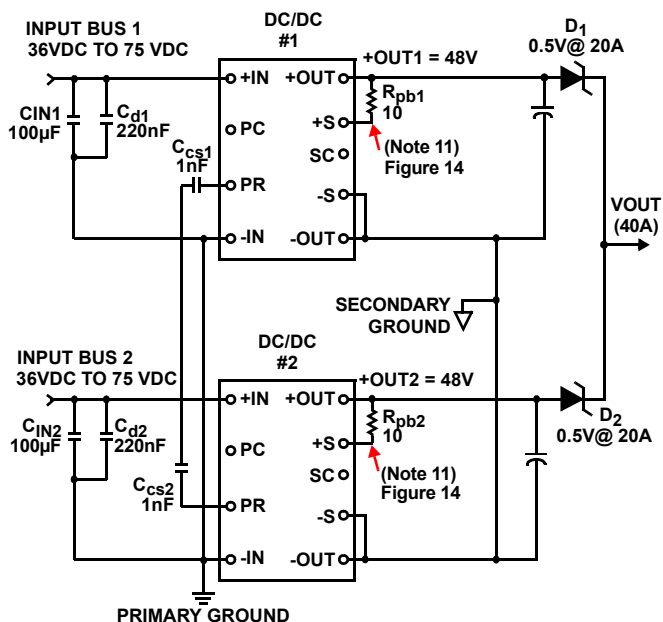 INPUT BUS 1
36VDC TO 75 VDC
CIN1
100µF
Cd1
220nF
Ccs1
1nF
DC/DC
#1
+IN
PC
PR
-IN
+OUT
+S
SC
-S
-OUT
+OUT1 = 48V
Rpb1
10
(Note 11)
Figure 14
D1
0.5V@ 20A
VOUT
(40A)
SECONDARY
GROUND
INPUT BUS 2
36VDC TO 75 VDC
CIN2
100µF
Cd2
220nF
Ccs2
1nF
DC/DC
#2
+IN
PC
PR
-IN
+OUT
+S
SC
-S
-OUT
+OUT2 = 48V
Rpb2
10
(Note 11)
Figure 14
D2
0.5V@ 20A
PRIMARY GROUND